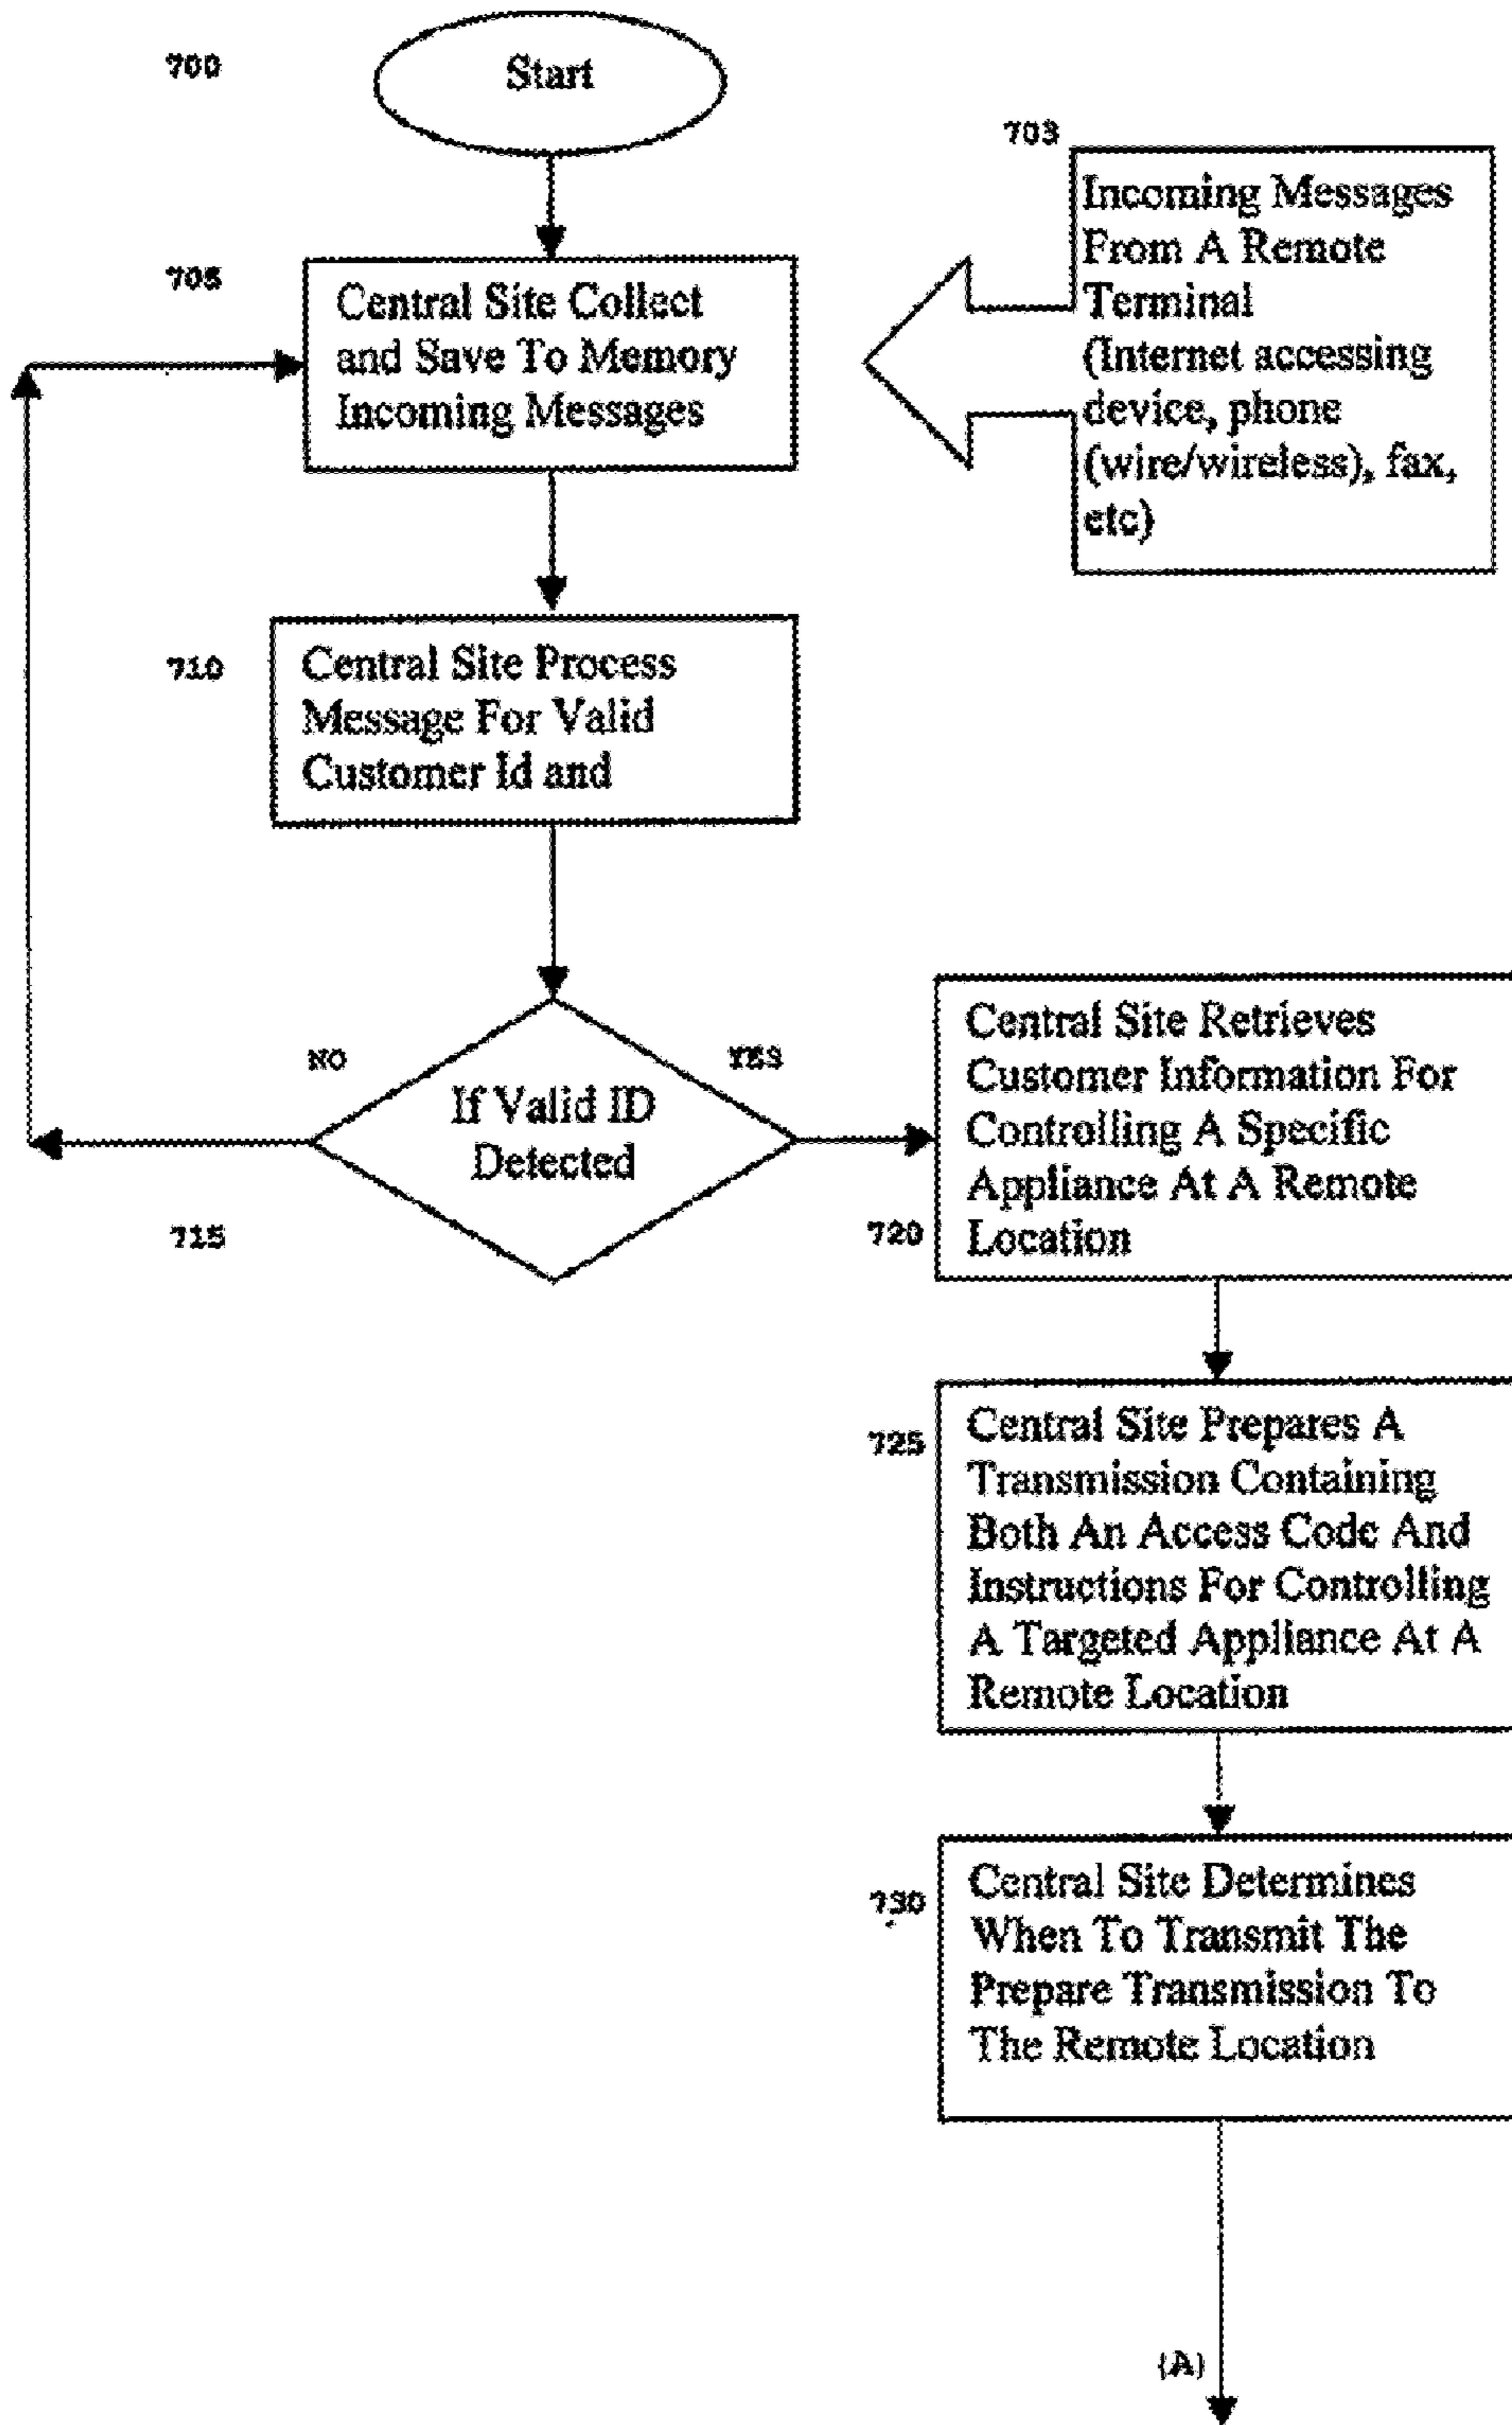 700
Start
703
Incoming Messages
From A Remote
Terminal
(Internet accessing
device, phone
(wire/wireless), fax,
etc)
705
Central Site Collect
and Save To Memory
Incoming Messages
710
Central Site Process
Message For Valid
Customer Id and
NO
YES
If Valid ID
Detected
715
720
Central Site Retrieves
Customer Information For
Controlling A Specific
Appliance At A Remote
Location
725
Central Site Prepares A
Transmission Containing
Both An Access Code And
Instructions For Controlling
A Targeted Appliance At A
Remote Location
730
Central Site Determines
When To Transmit The
Prepare Transmission To
The Remote Location
(A)